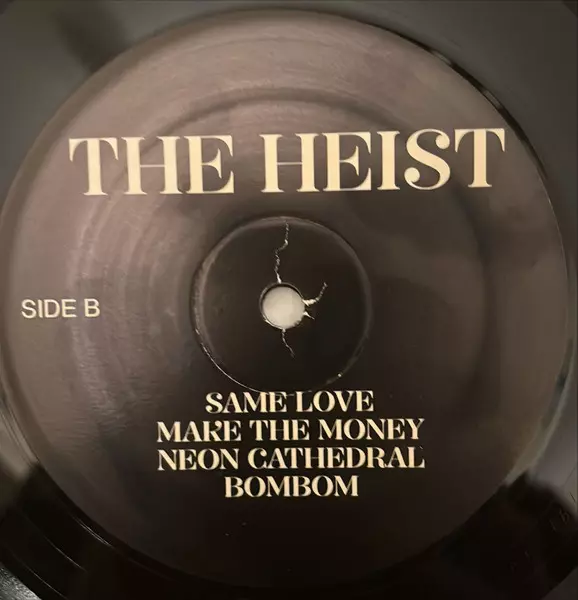 THE HEIST
SIDE B
SAME LOVE
MAKE THE MONEY
NEON CATHEDRAL
BOMBOM